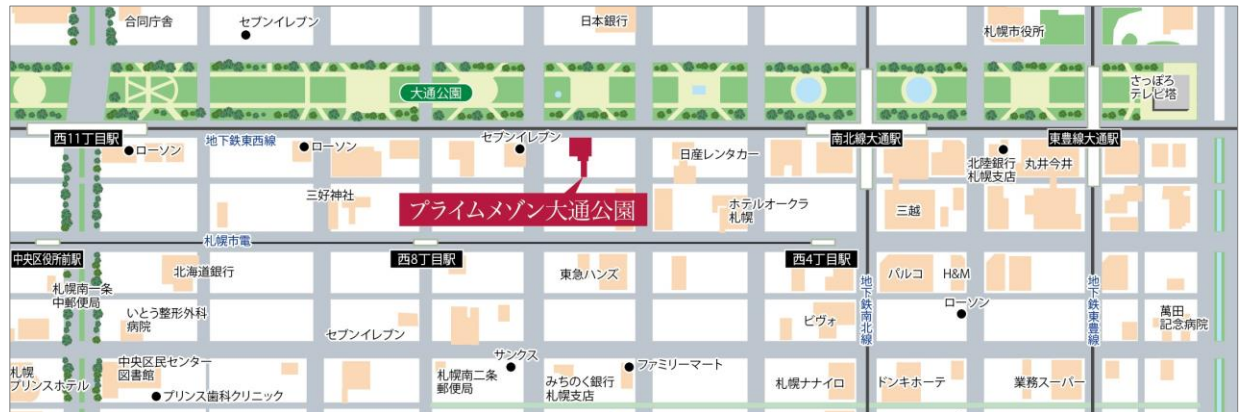 合同庁舎
セブンイレブン
日本銀行
札幌市役所
大通公園
さっぽろ
テレビ塔
西11丁目駅
地下鉄東西線
ローソン
ローソン
セブンイレブン
日産レンタカー
南北線大通駅
北陸銀行
札幌支店
丸井今井
東豊線大通駅
三好神社
プライムメゾン大通公園
ホテルオークラ
札幌
三越
札幌市電
中央区役所前駅
西8丁目駅
西4丁目駅
北海道銀行
東急ハンズ
パルコ
H&M
札幌南一条
中郵便局
いとう整形外科
病院
セブンイレブン
ピヴォ
地下鉄南北線
ローソン
地下鉄東豊線
萬田
記念病院
札幌
プリンスホテル
中央区民センター
図書館
プリンス歯科クリニック
札幌南二条
郵便局
サンクス
みちのく銀行
札幌支店
ファミリーマート
札幌ナナイロ
ドンキホーテ
業務スーパー